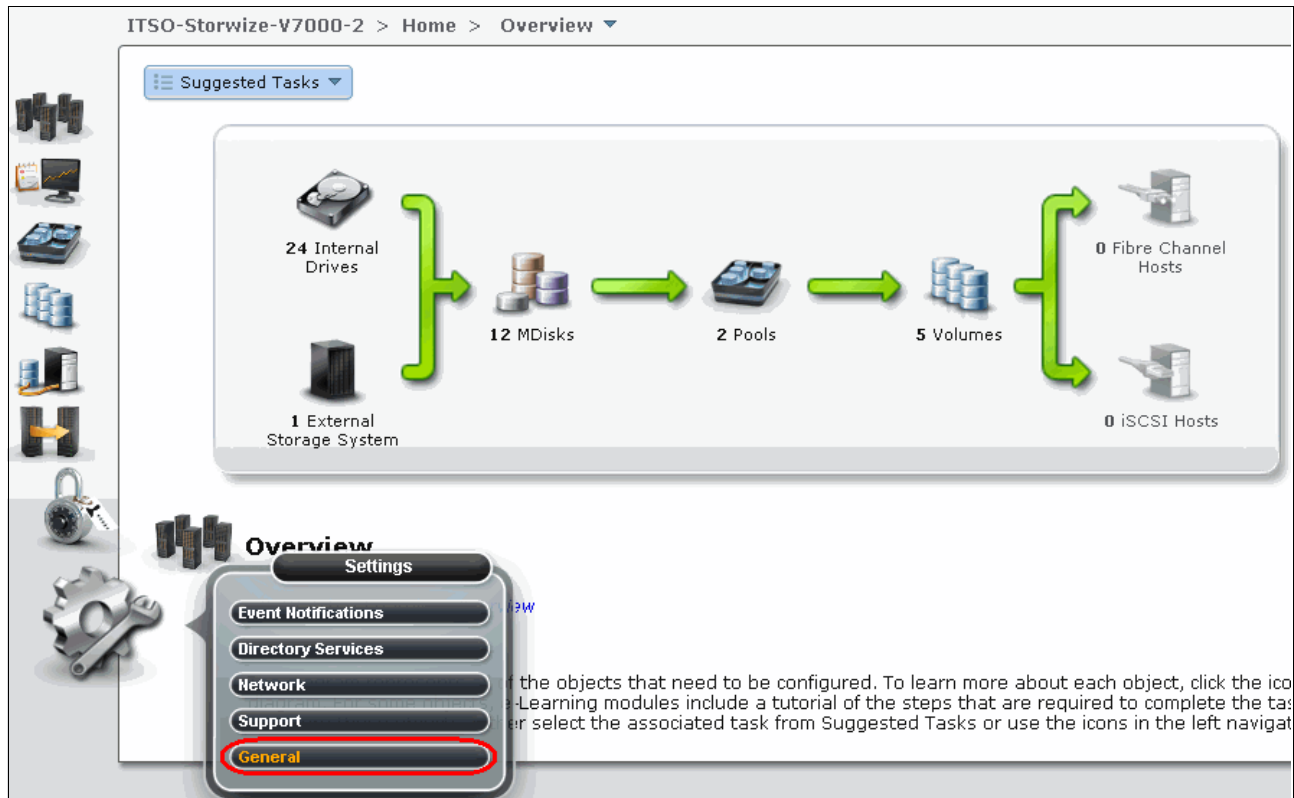 ITSO-Storwize-V7000-2 > Home > Overview
Suggested Tasks
24 Internal
Drives
1 External
Storage System
12 MDisks
2 Pools
5 Volumes
0 Fibre Channel
Hosts
0 iSCSI Hosts
Overview
Settings
Event Notifications
Directory Services
Network
Support
General
of the objects that need to be configured. To learn more about each object, click the
-Learning modules include a tutorial of the steps that are required to complete the
select the associated task from Suggested Tasks or use the icons in the left